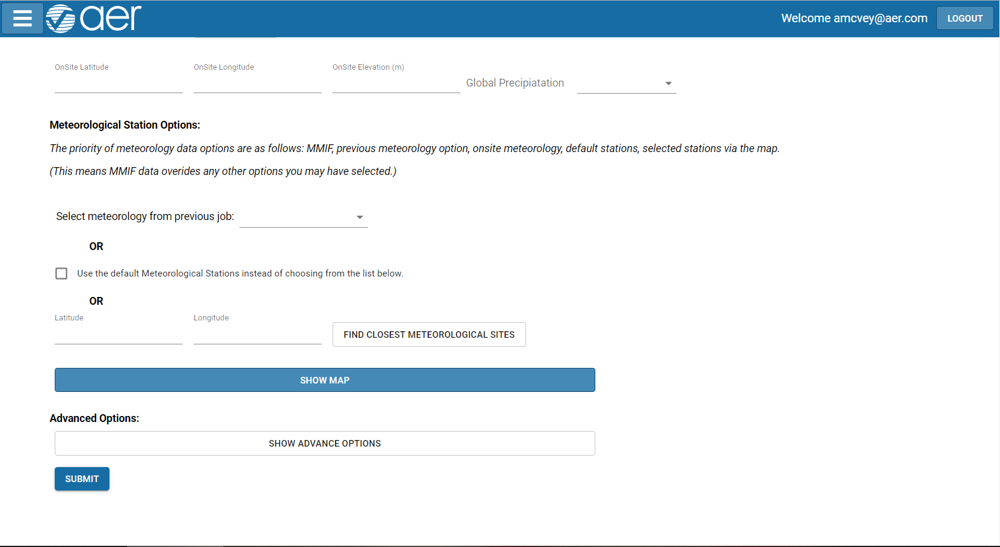 aer
Welcome amcvey@aer.com
LOGOUT
OnSite Latitude
OnSite Longitude
OnSite Elevation (m)
Global Precipiatation
Meteorological Station Options:
The priority of meteorology data options are as follows: MMIF, previous meteorology option, onsite meteorology, default stations, selected stations via the map.
(This means MMIF data overides any other options you may have selected.)
Select meteorology from previous job:
OR
Use the default Meteorological Stations instead of choosing from the list below.
OR
Latitude
Longitude
FIND CLOSEST METEOROLOGICAL SITES
SHOW MAP
Advanced Options:
SHOW ADVANCE OPTIONS
SUBMIT